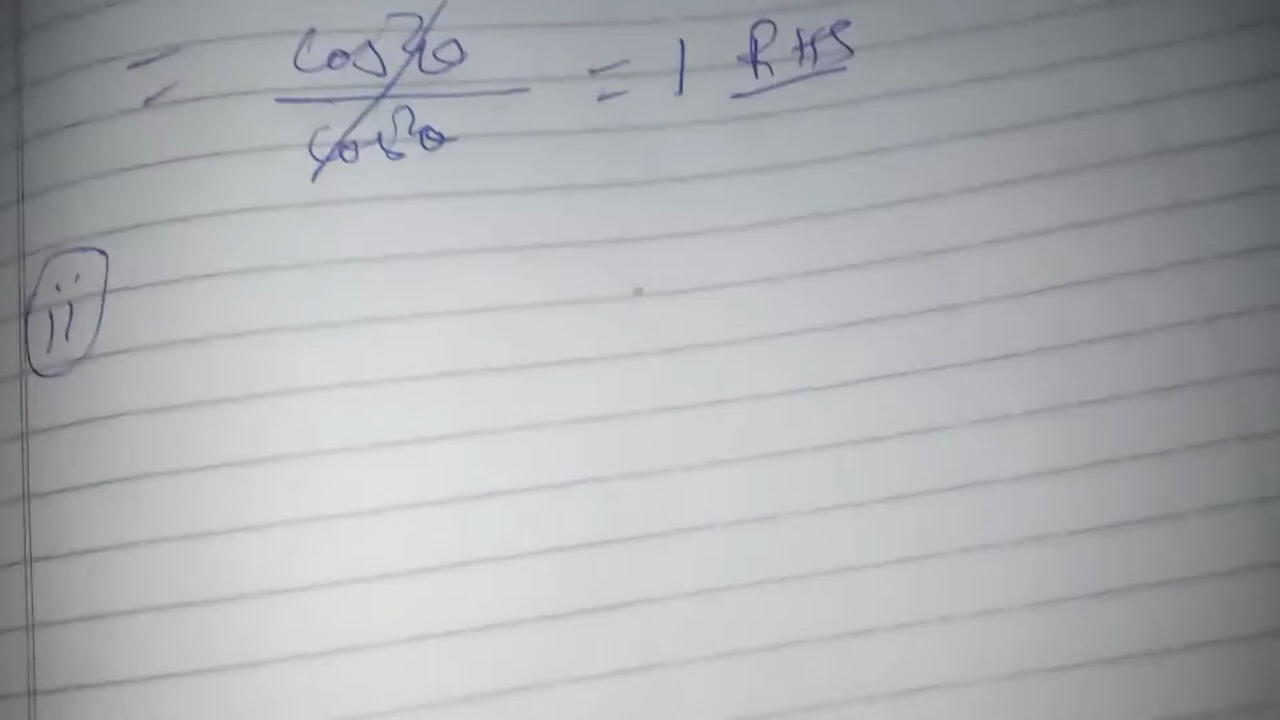 = cos²θ / cos²θ = 1 RHS
ii